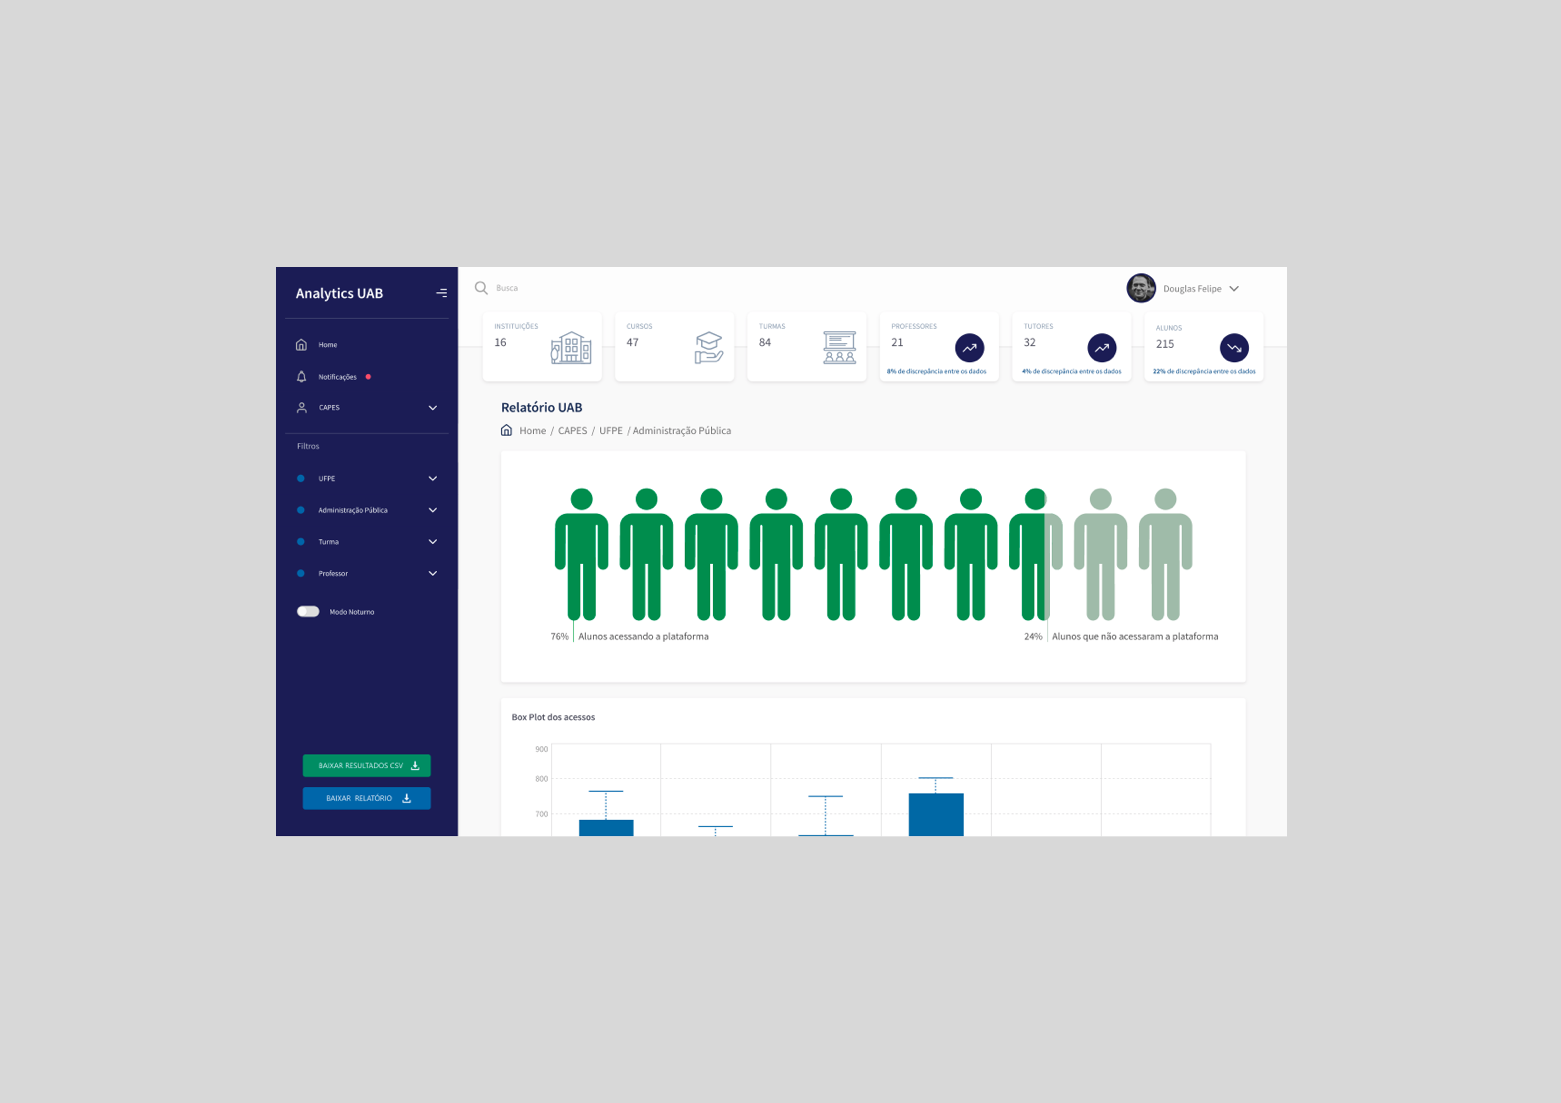 Analytics UAB
Home
Notificações
CAPES
Filtros
UFPE
Administração Pública
Turma
Professor
Modo Noturno
BAIXAR RESULTADOS CSV
BAIXAR RELATÓRIO
Busca
Douglas Felipe
INSTITUIÇÕES
16
CURSOS
47
TURMAS
84
PROFESSORES
21
8% de discrepância entre os dados
TUTORES
32
4% de discrepância entre os dados
ALUNOS
215
22% de discrepância entre os dados
Relatório UAB
Home / CAPES / UFPE / Administração Pública
76% Alunos acessando a plataforma
24% Alunos que não acessaram a plataforma
Box Plot dos acessos
900
800
700